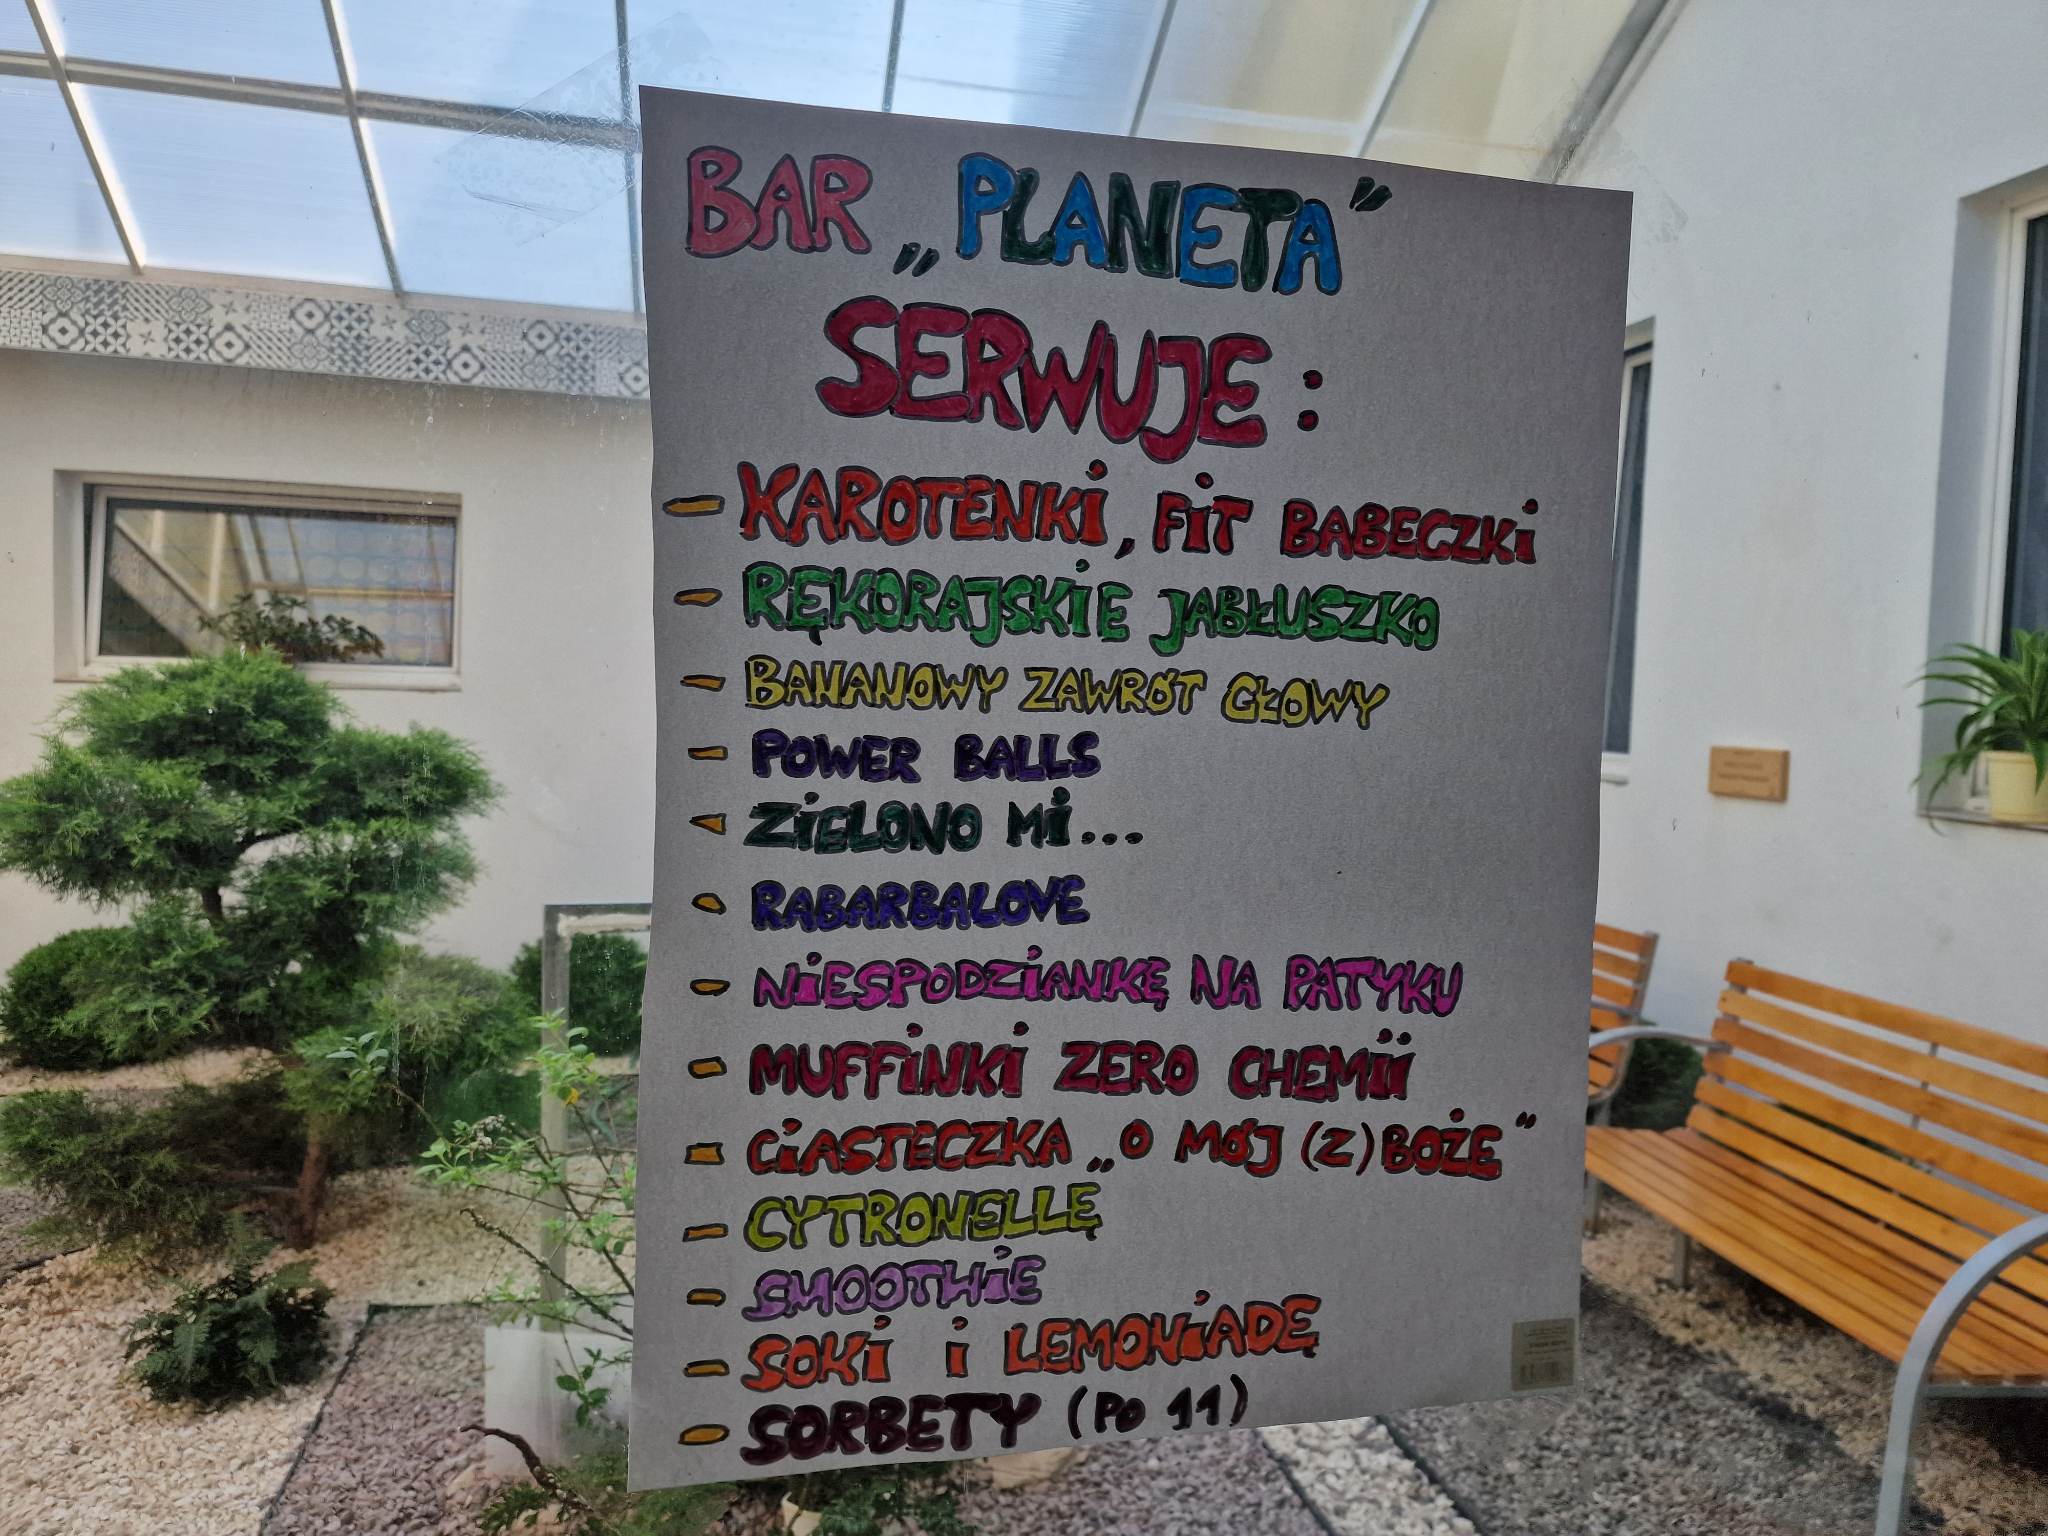 BAR „PLANETA”
SERWUJE:
- KAROTENKI, FIT BABECZKI
- RĘKORAJSKIE JABŁUSZKO
- BANANOWY ZAWRÓT GŁOWY
- POWER BALLS
- ZIELONO MI...
- RABARBALOVE
- NIESPODZIANKĘ NA PATYKU
- MUFFINKI ZERO CHEMII
- CIASTECZKA „O MÓJ (Z)BOŻE”
- CYTRONELLĘ
- SMOOTHIE
- SOKI i LEMONIADĘ
- SORBETY (PO 11)